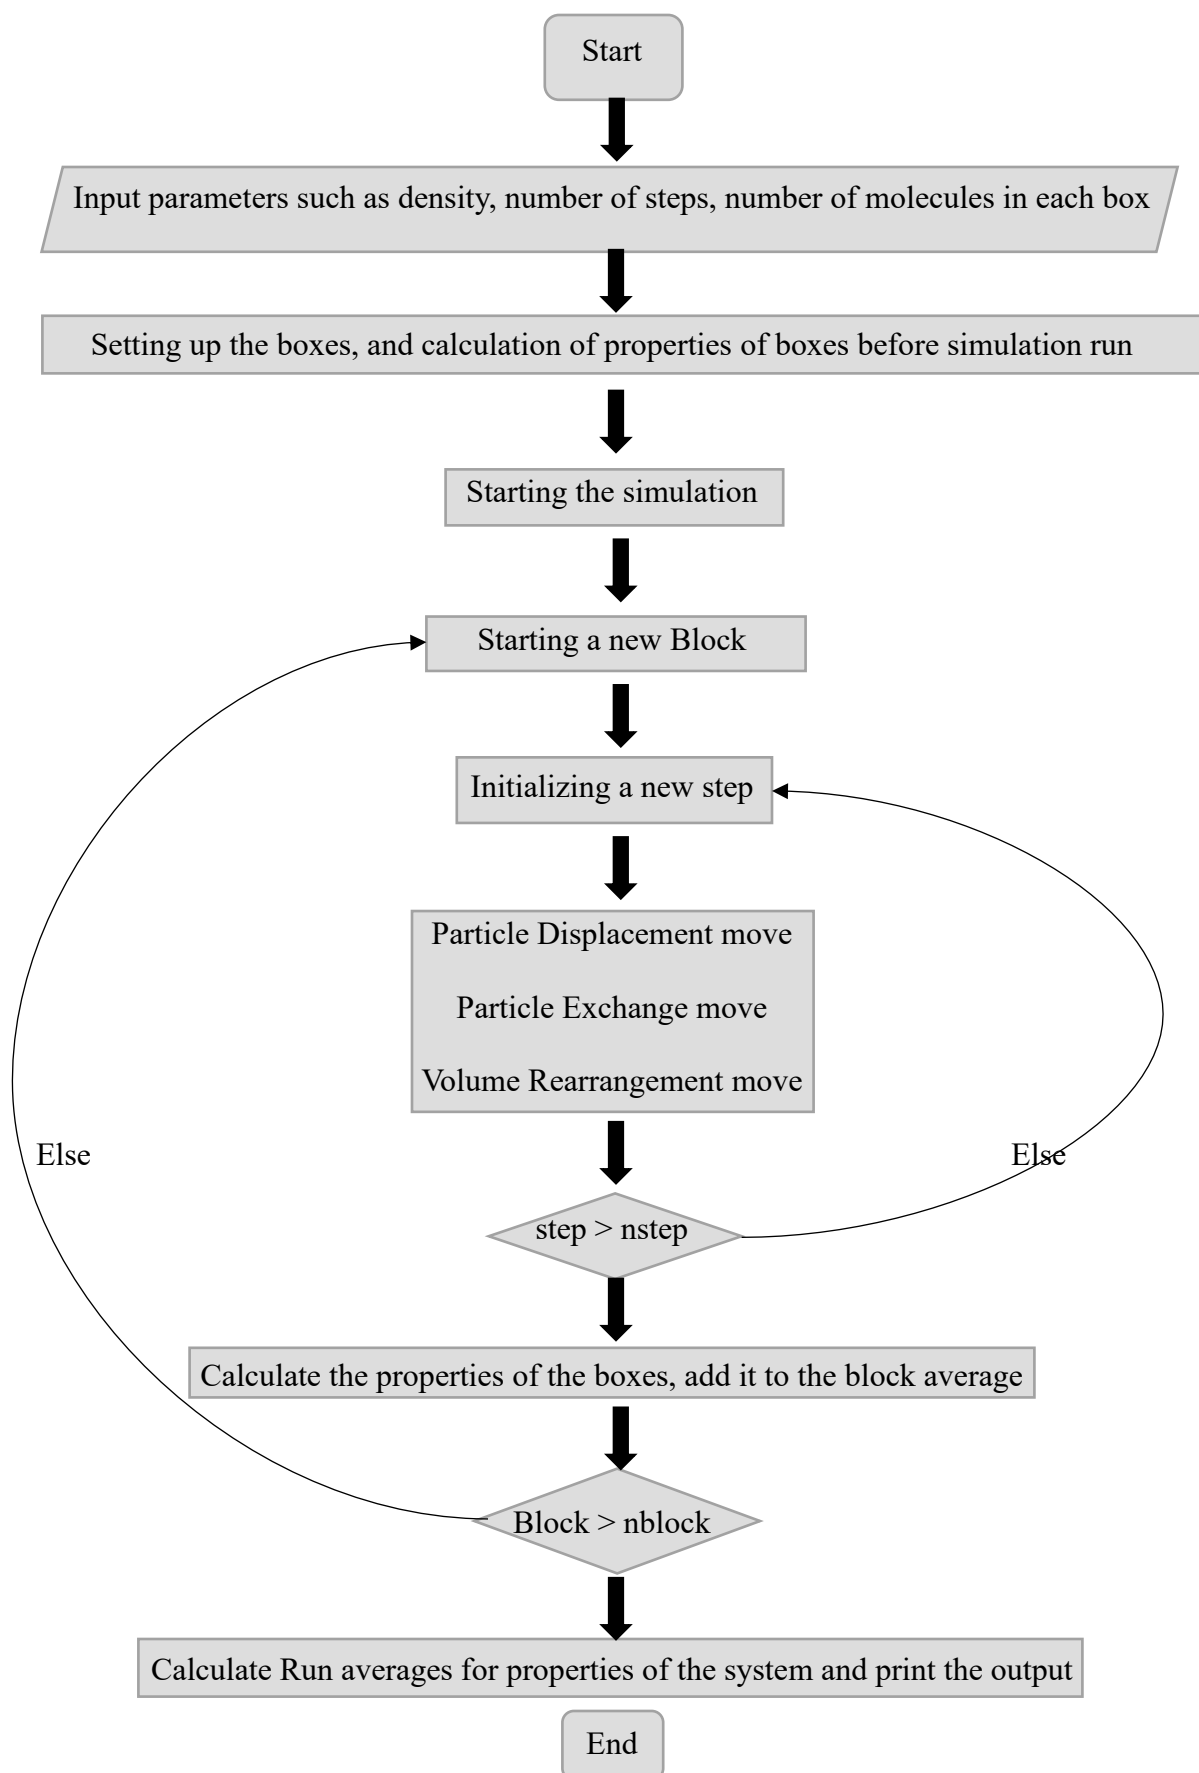 Start
Input parameters such as density, number of steps, number of molecules in each box
Setting up the boxes, and calculation of properties of boxes before simulation run
Starting the simulation
Starting a new Block
Initializing a new step
Particle Displacement move
Particle Exchange move
Volume Rearrangement move
Else
Else
step > nstep
Calculate the properties of the boxes, add it to the block average
Block > nblock
Calculate Run averages for properties of the system and print the output
End